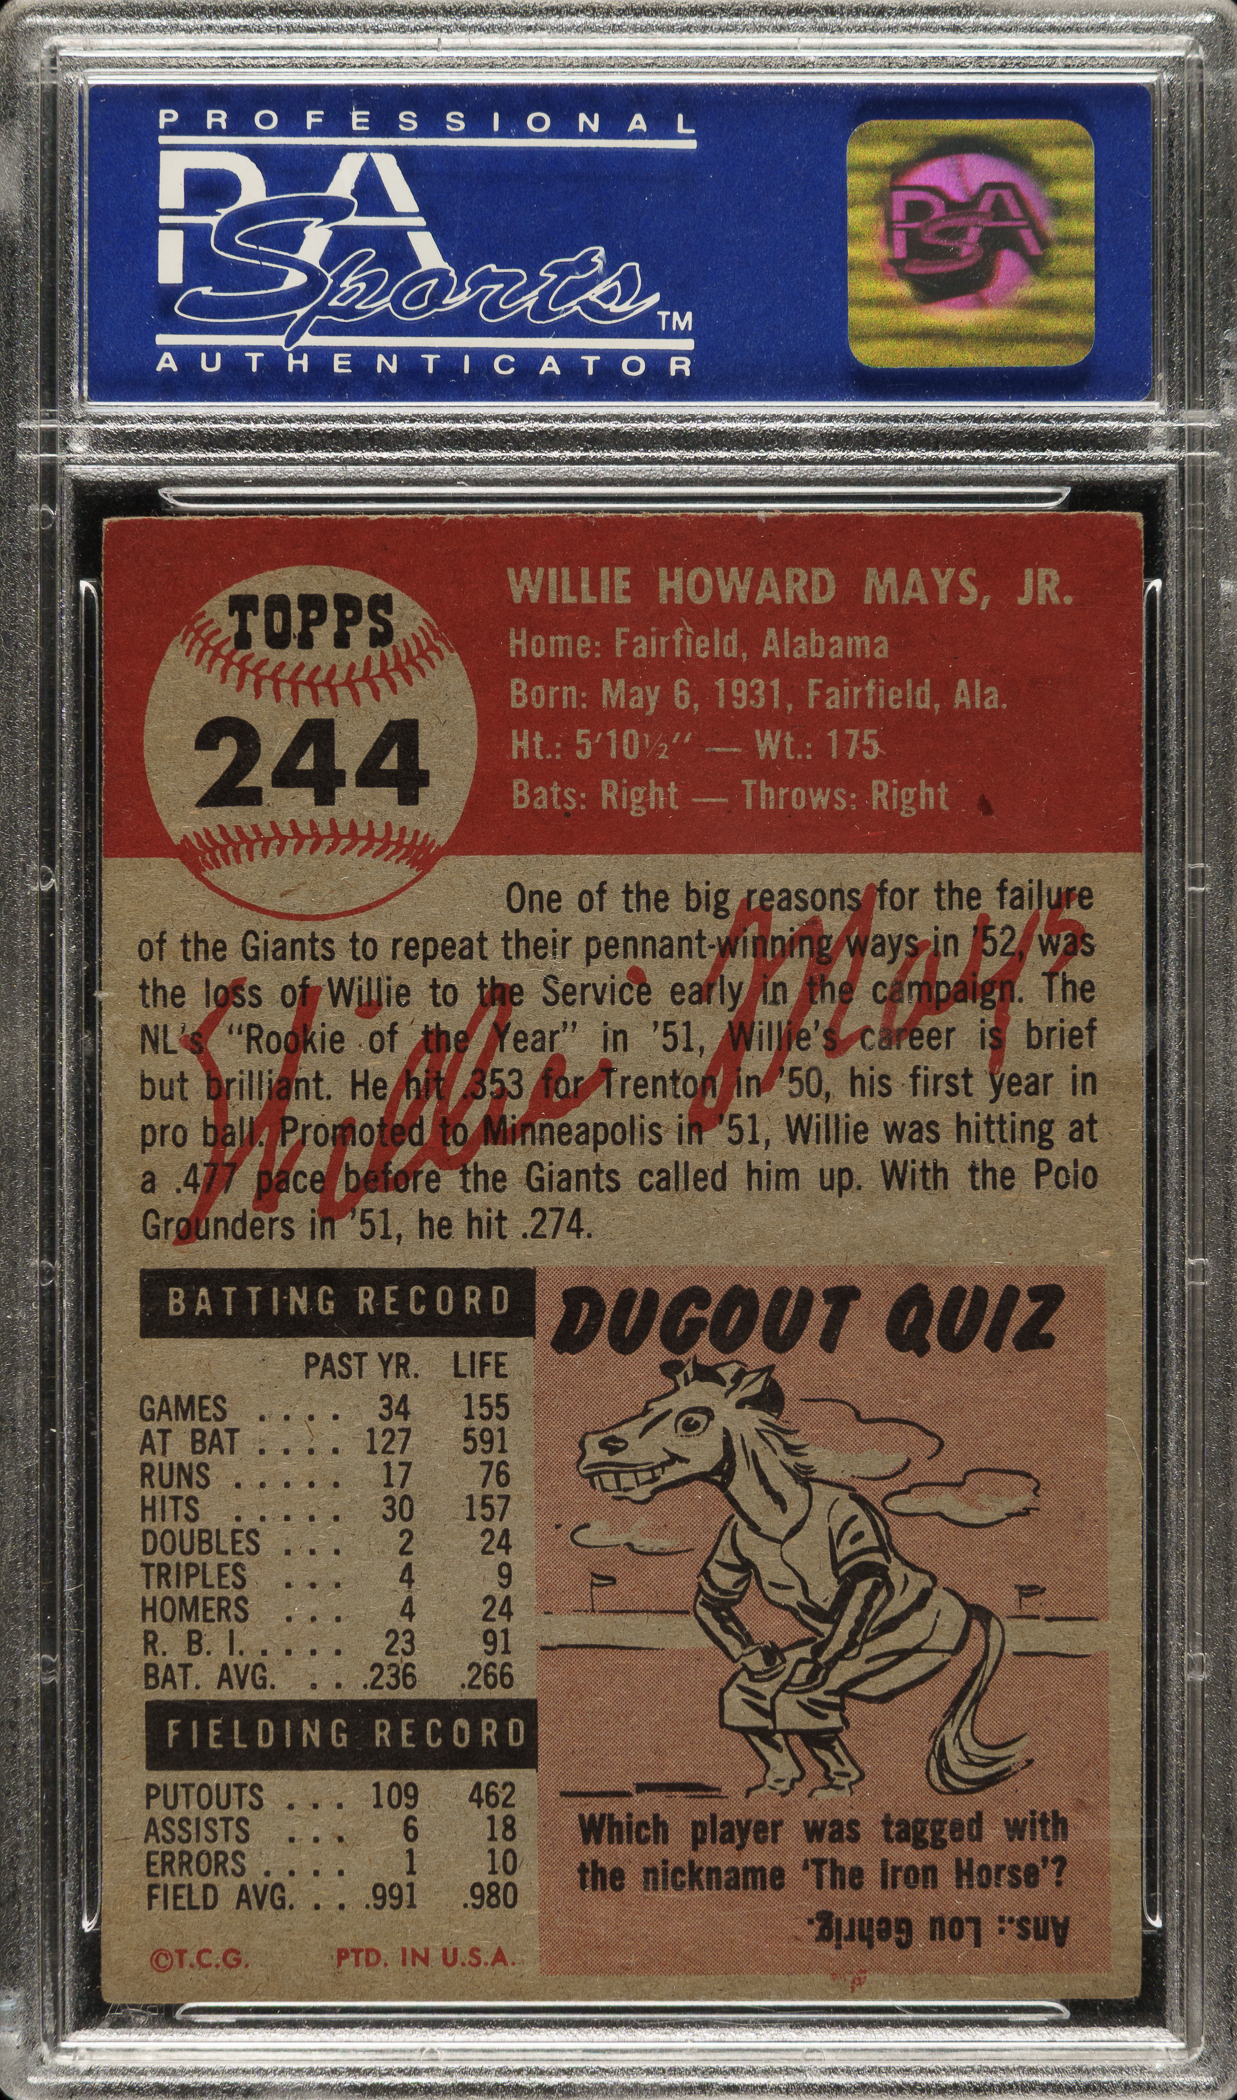 PROFESSIONAL
PSA
Sports TM
AUTHENTICATOR
PSA
TOPPS
244
WILLIE HOWARD MAYS, JR.
Home: Fairfield, Alabama
Born: May 6, 1931, Fairfield, Ala.
Ht.: 5'10½" — Wt.: 175
Bats: Right — Throws: Right
One of the big reasons for the failure
of the Giants to repeat their pennant-winning ways in '52, was
the loss of Willie to the Service early in the campaign. The
NL's "Rookie of the Year" in '51, Willie's career is brief
but brilliant. He hit .353 for Trenton in '50, his first year in
pro ball. Promoted to Minneapolis in '51, Willie was hitting at
a .477 pace before the Giants called him up. With the Polo
Grounders in '51, he hit .274.
Willie Mays
BATTING RECORD
PAST YR. LIFE
GAMES . . . . 34 155
AT BAT . . . . 127 591
RUNS . . . . . 17 76
HITS . . . . . 30 157
DOUBLES . . . 2 24
TRIPLES . . . 4 9
HOMERS . . . 4 24
R. B. I. . . . . 23 91
BAT. AVG. . . .236 .266
FIELDING RECORD
PUTOUTS . . . 109 462
ASSISTS . . . 6 18
ERRORS . . . . 1 10
FIELD AVG. . . .991 .980
©T.C.G. PTD. IN U.S.A.
DUGOUT QUIZ
Which player was tagged with
the nickname 'The Iron Horse'?
Ans.: Lou Gehrig.